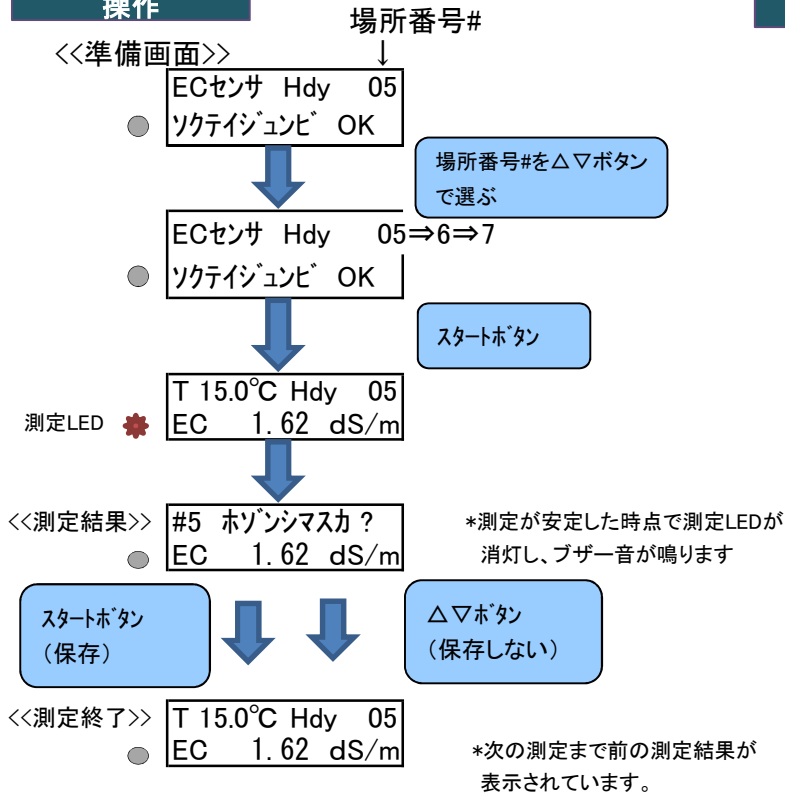 操作
場所番号#
<<準備画面>>
↓
ECセンサ Hdy 05
ソクテイジュンビ OK
場所番号#を△▽ボタン
で選ぶ
ECセンサ Hdy 05⇒6⇒7
ソクテイジュンビ OK
スタートボタン
T 15.0℃ Hdy 05
測定LED
EC 1.62 dS/m
<<測定結果>>
#5 ホゾンシマスカ?
EC 1.62 dS/m
*測定が安定した時点で測定LEDが
消灯し、ブザー音が鳴ります
スタートボタン
(保存)
△▽ボタン
(保存しない)
<<測定終了>>
T 15.0℃ Hdy 05
EC 1.62 dS/m
*次の測定まで前の測定結果が
表示されています。